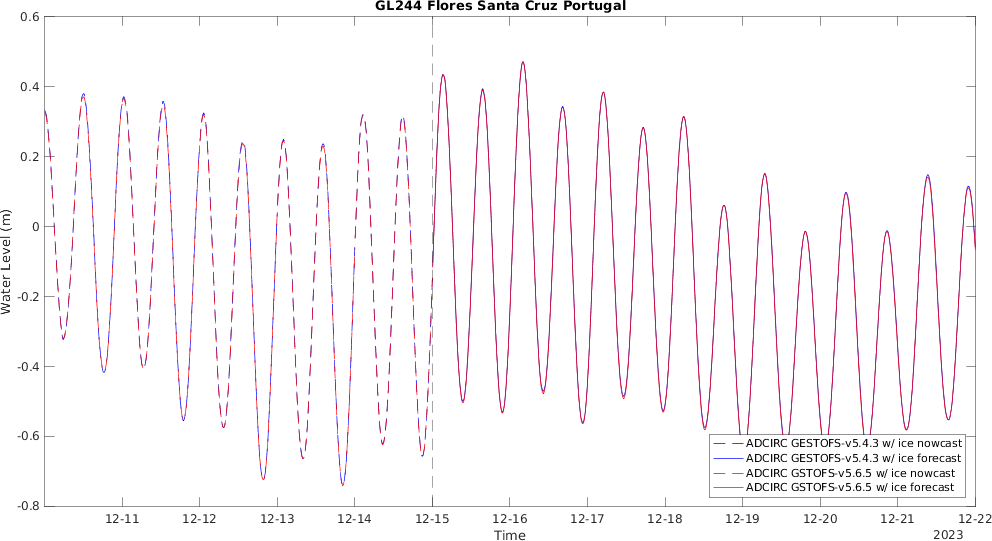 GL244 Flores Santa Cruz Portugal
Water Level (m)
0.6
0.4
0.2
0
-0.2
-0.4
-0.6
-0.8
ADCIRC GESTOFS-v5.4.3 w/ ice nowcast
ADCIRC GESTOFS-v5.4.3 w/ ice forecast
ADCIRC GSTOFS-v5.6.5 w/ ice nowcast
ADCIRC GSTOFS-v5.6.5 w/ ice forecast
12-11 12-12 12-13 12-14 12-15 12-16 12-17 12-18 12-19 12-20 12-21 12-22
Time
2023